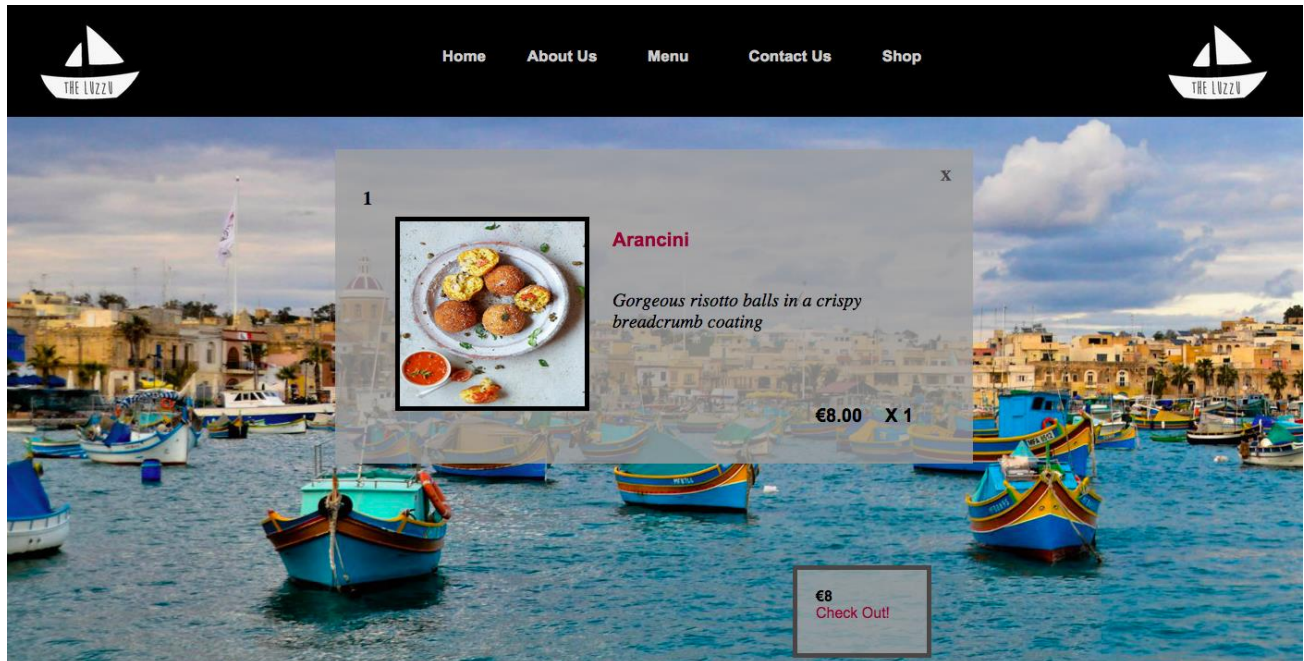 THE LUZZU
Home About Us Menu Contact Us Shop
THE LUZZU
x
1
Arancini
Gorgeous risotto balls in a crispy
breadcrumb coating
€8.00 X 1
€8
Check Out!